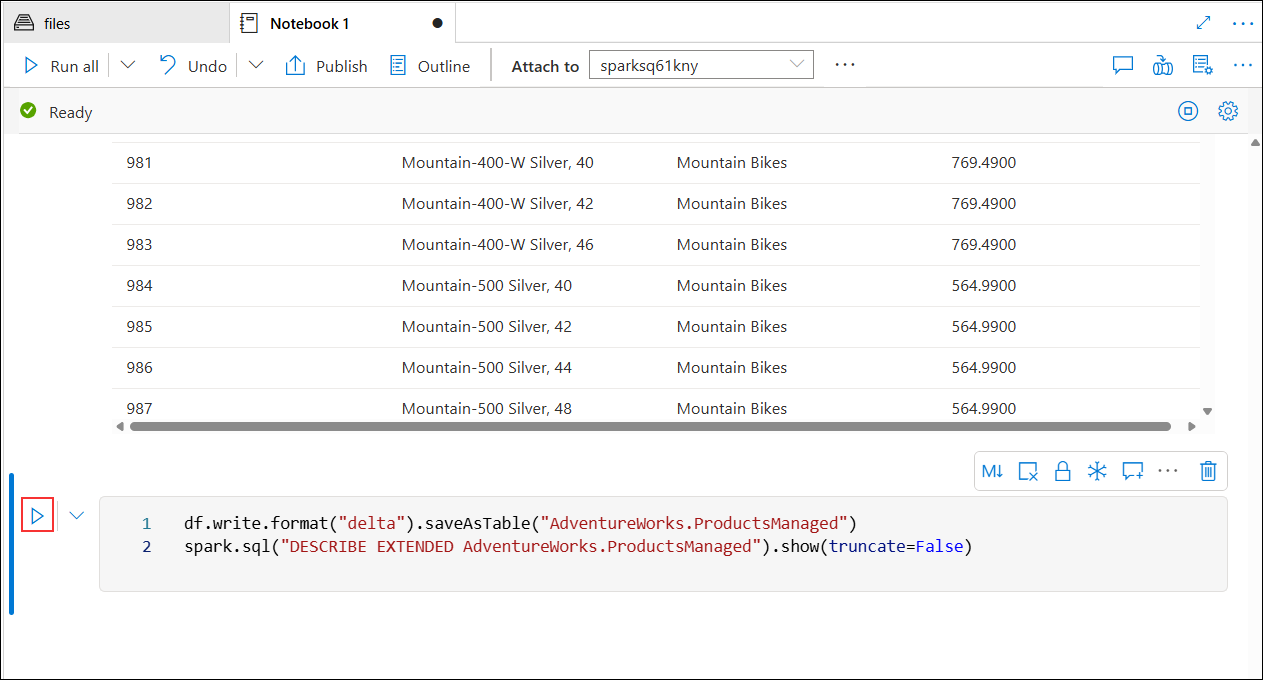 files Notebook 1
Run all Undo Publish Outline Attach to sparksq61kny
Ready
981 Mountain-400-W Silver, 40 Mountain Bikes 769.4900
982 Mountain-400-W Silver, 42 Mountain Bikes 769.4900
983 Mountain-400-W Silver, 46 Mountain Bikes 769.4900
984 Mountain-500 Silver, 40 Mountain Bikes 564.9900
985 Mountain-500 Silver, 42 Mountain Bikes 564.9900
986 Mountain-500 Silver, 44 Mountain Bikes 564.9900
987 Mountain-500 Silver, 48 Mountain Bikes 564.9900
M↓
1 df.write.format("delta").saveAsTable("AdventureWorks.ProductsManaged")
2 spark.sql("DESCRIBE EXTENDED AdventureWorks.ProductsManaged").show(truncate=False)